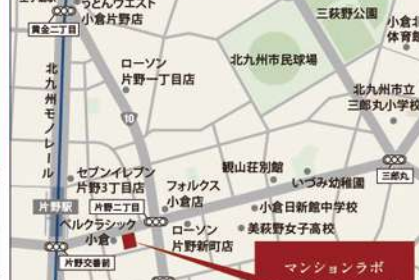 うどんウエスト
小倉片野店
黄金二丁目
三萩野公園
体育館
ローソン
片野一丁目店
北九州市民球場
北九州市立
三郎丸小学校
北九州モノレール
10
セブンイレブン
片野3丁目店
観山荘別館
いづみ幼稚園
三郎丸
片野駅
片野二丁目
フォルクス
小倉店
小倉日新館中学校
ベルクラシック
小倉
ローソン
片野新町店
美萩野女子高校
片野交番前
マンションラボ